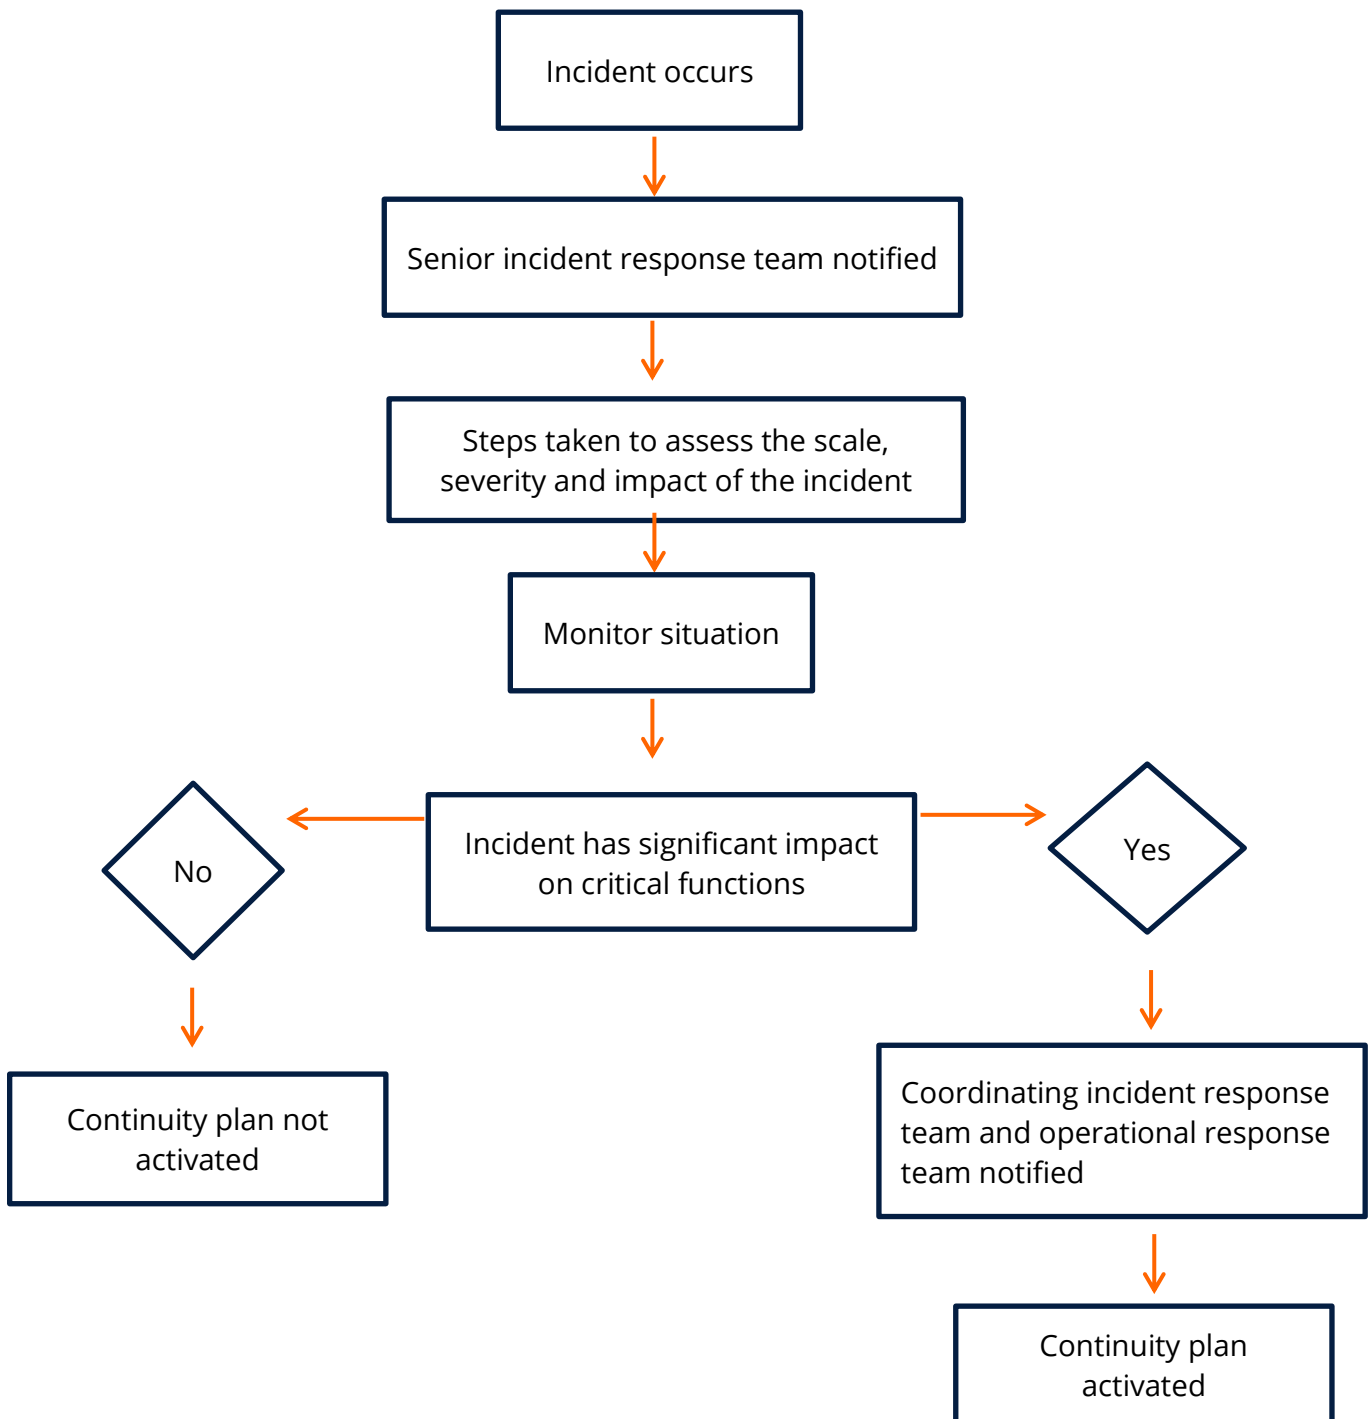 Incident occurs
Senior incident response team notified
Steps taken to assess the scale,
severity and impact of the incident
Monitor situation
Incident has significant impact
on critical functions
No
Yes
Continuity plan not
activated
Coordinating incident response
team and operational response
team notified
Continuity plan
activated